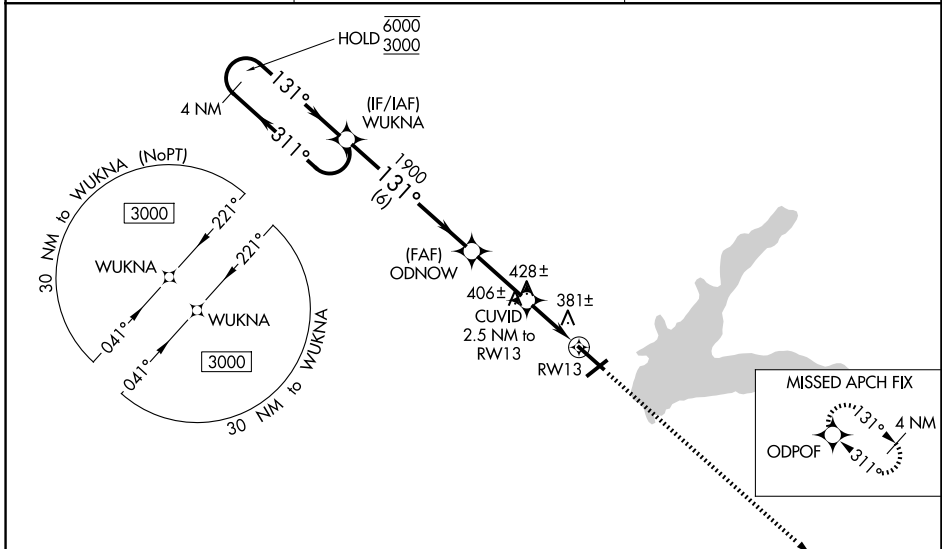 HOLD 6000
3000
131°
4 NM
311°
(IF/IAF)
WUKNA
1900
131°
(6)
30 NM to WUKNA (NoPT)
3000
221°
WUKNA
041°
221°
WUKNA
3000
041°
30 NM to WUKNA
(FAF)
ODNOW
428±
406±
381±
CUVID
2.5 NM to
RW13
RW13
MISSED APCH FIX
131°
4 NM
ODPOF
311°